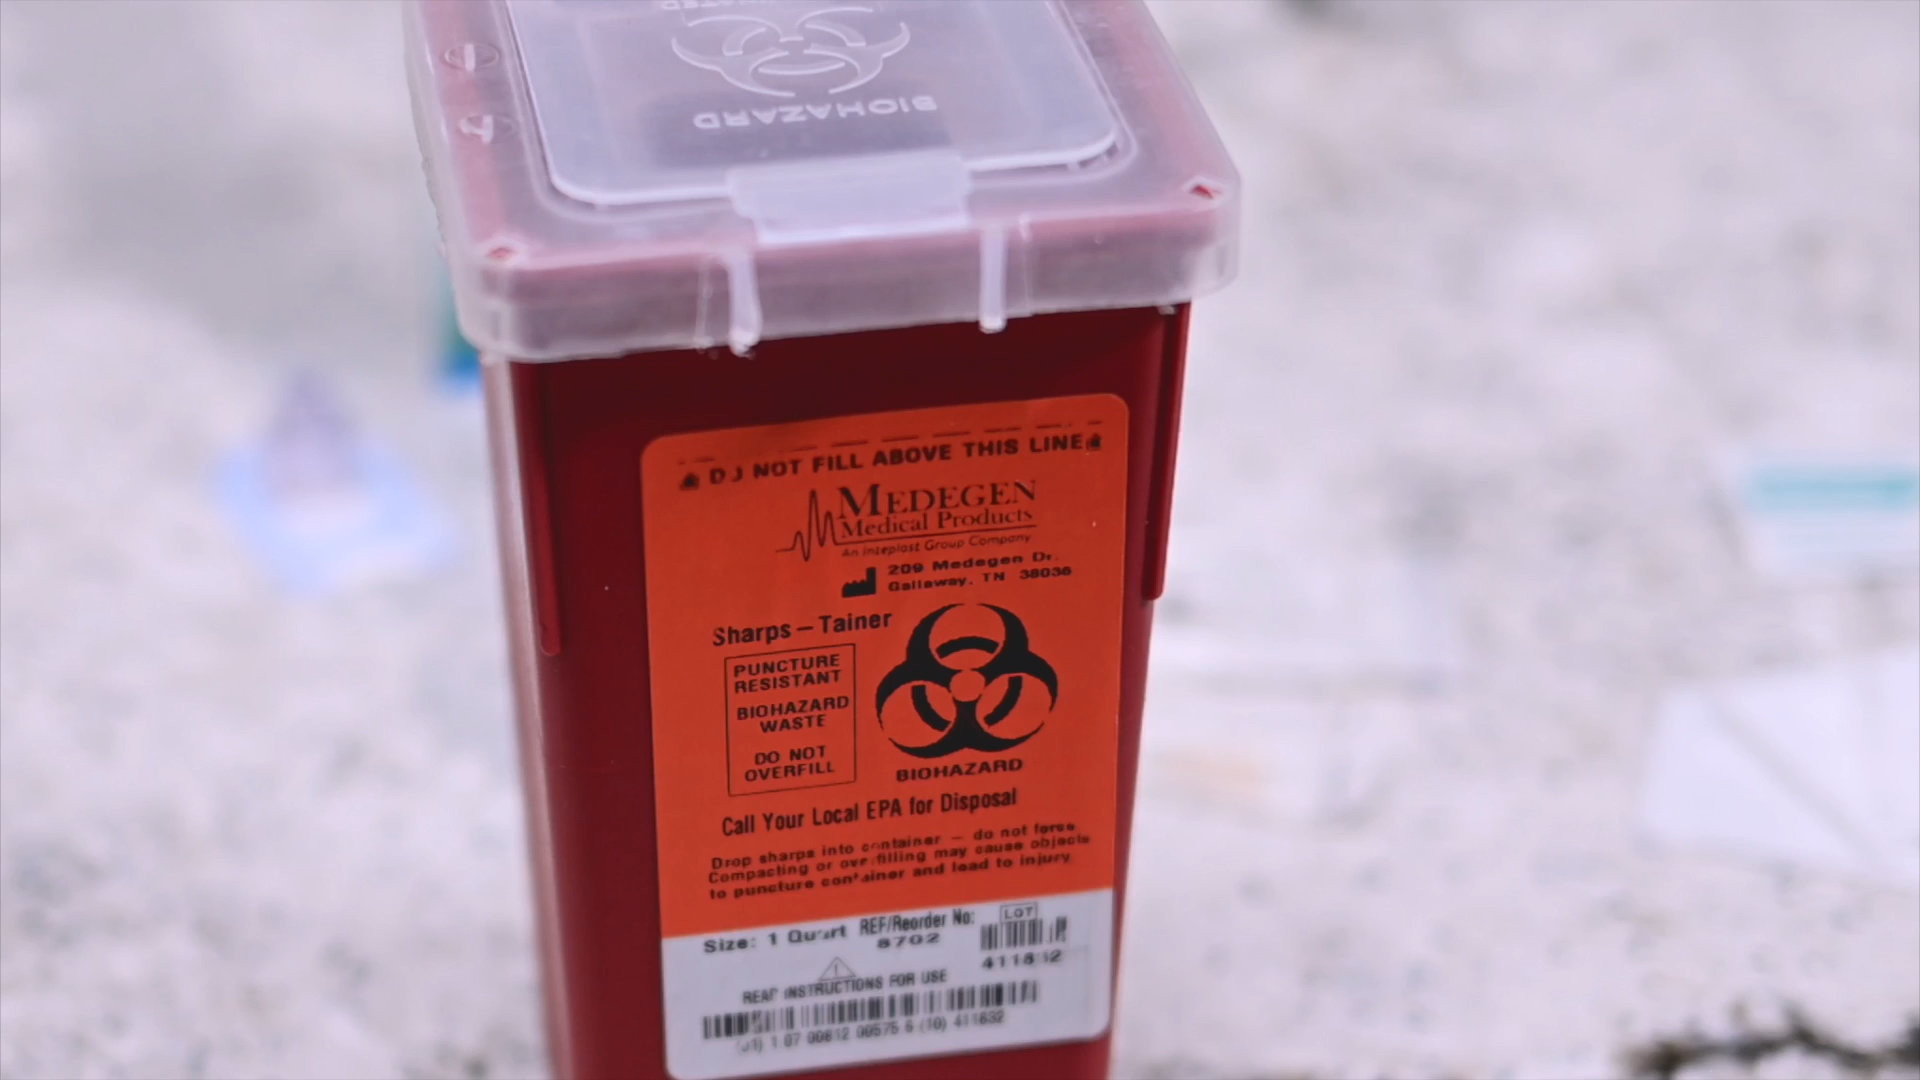 BIOHAZARD
DO NOT FILL ABOVE THIS LINE
MEDEGEN
Medical Products
An Inteplast Group Company
209 Medegen Dr.
Gallaway, TN 38036
Sharps – Tainer
PUNCTURE
RESISTANT
BIOHAZARD
WASTE
DO NOT
OVERFILL
BIOHAZARD
Call Your Local EPA for Disposal
Drop sharps into container – do not force.
Compacting or overfilling may cause objects
to puncture container and lead to injury
Size: 1 Quart
REF/Reorder No:
8702
LOT
READ INSTRUCTIONS FOR USE